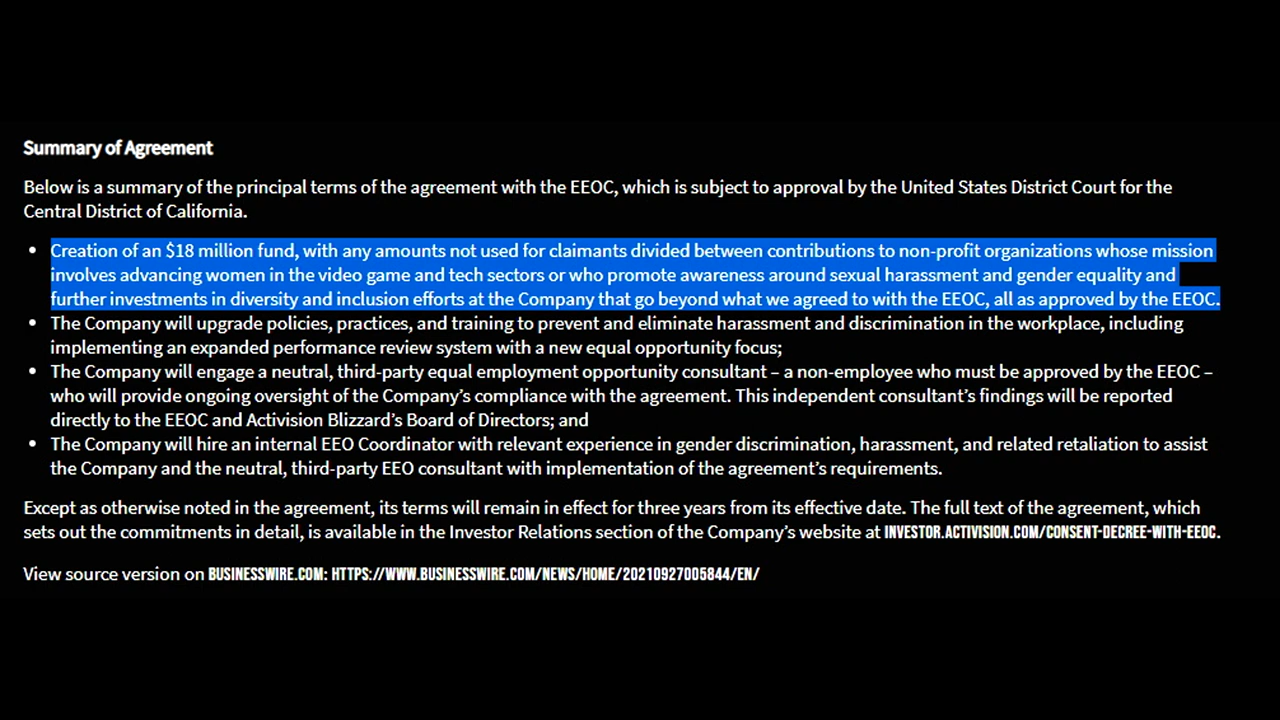 Summary of Agreement
Below is a summary of the principal terms of the agreement with the EEOC, which is subject to approval by the United States District Court for the
Central District of California.
• Creation of an $18 million fund, with any amounts not used for claimants divided between contributions to non-profit organizations whose mission
involves advancing women in the video game and tech sectors or who promote awareness around sexual harassment and gender equality and
further investments in diversity and inclusion efforts at the Company that go beyond what we agreed to with the EEOC, all as approved by the EEOC.
• The Company will upgrade policies, practices, and training to prevent and eliminate harassment and discrimination in the workplace, including
implementing an expanded performance review system with a new equal opportunity focus;
• The Company will engage a neutral, third-party equal employment opportunity consultant – a non-employee who must be approved by the EEOC –
who will provide ongoing oversight of the Company’s compliance with the agreement. This independent consultant’s findings will be reported
directly to the EEOC and Activision Blizzard’s Board of Directors; and
• The Company will hire an internal EEO Coordinator with relevant experience in gender discrimination, harassment, and related retaliation to assist
the Company and the neutral, third-party EEO consultant with implementation of the agreement’s requirements.
Except as otherwise noted in the agreement, its terms will remain in effect for three years from its effective date. The full text of the agreement, which
sets out the commitments in detail, is available in the Investor Relations section of the Company’s website at INVESTOR.ACTIVISION.COM/CONSENT-DECREE-WITH-EEOC.
View source version on BUSINESSWIRE.COM: HTTPS://WWW.BUSINESSWIRE.COM/NEWS/HOME/20210927005844/EN/